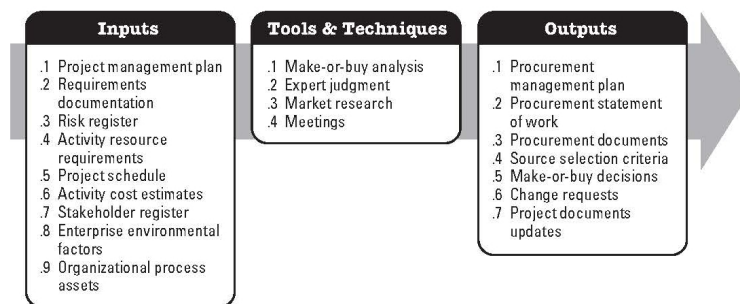 Inputs
.1 Project management plan
.2 Requirements
documentation
.3 Risk register
.4 Activity resource
requirements
.5 Project schedule
.6 Activity cost estimates
.7 Stakeholder register
.8 Enterprise environmental
factors
.9 Organizational process
assets
Tools & Techniques
.1 Make-or-buy analysis
.2 Expert judgment
.3 Market research
.4 Meetings
Outputs
.1 Procurement
management plan
.2 Procurement statement
of work
.3 Procurement documents
.4 Source selection criteria
.5 Make-or-buy decisions
.6 Change requests
.7 Project documents
updates